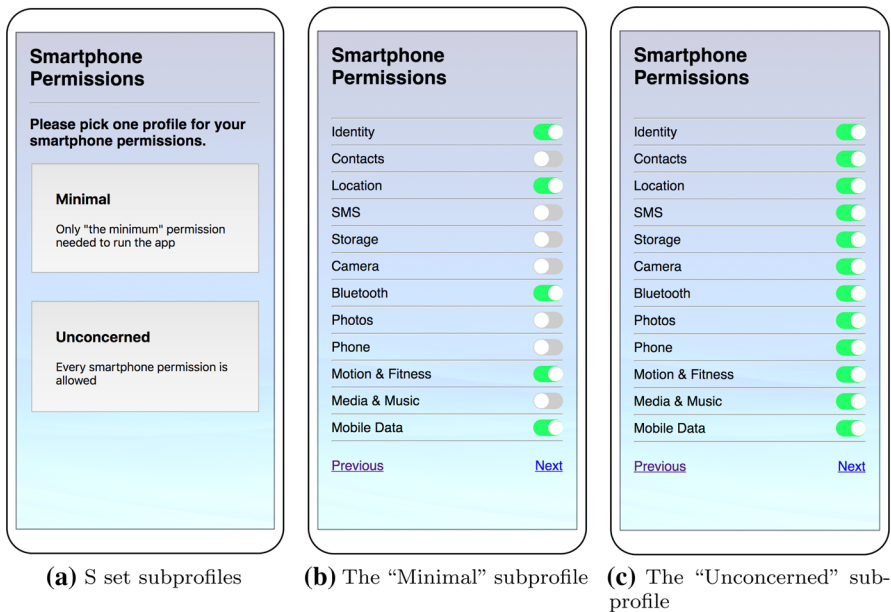 Smartphone
Permissions
Please pick one profile for your
smartphone permissions.
Minimal
Only "the minimum" permission
needed to run the app
Unconcerned
Every smartphone permission is
allowed
Smartphone
Permissions
Identity
Contacts
Location
SMS
Storage
Camera
Bluetooth
Photos
Phone
Motion & Fitness
Media & Music
Mobile Data
Previous Next
Smartphone
Permissions
Identity
Contacts
Location
SMS
Storage
Camera
Bluetooth
Photos
Phone
Motion & Fitness
Media & Music
Mobile Data
Previous Next
(a) S set subprofiles
(b) The “Minimal” subprofile
(c) The “Unconcerned” sub-
profile